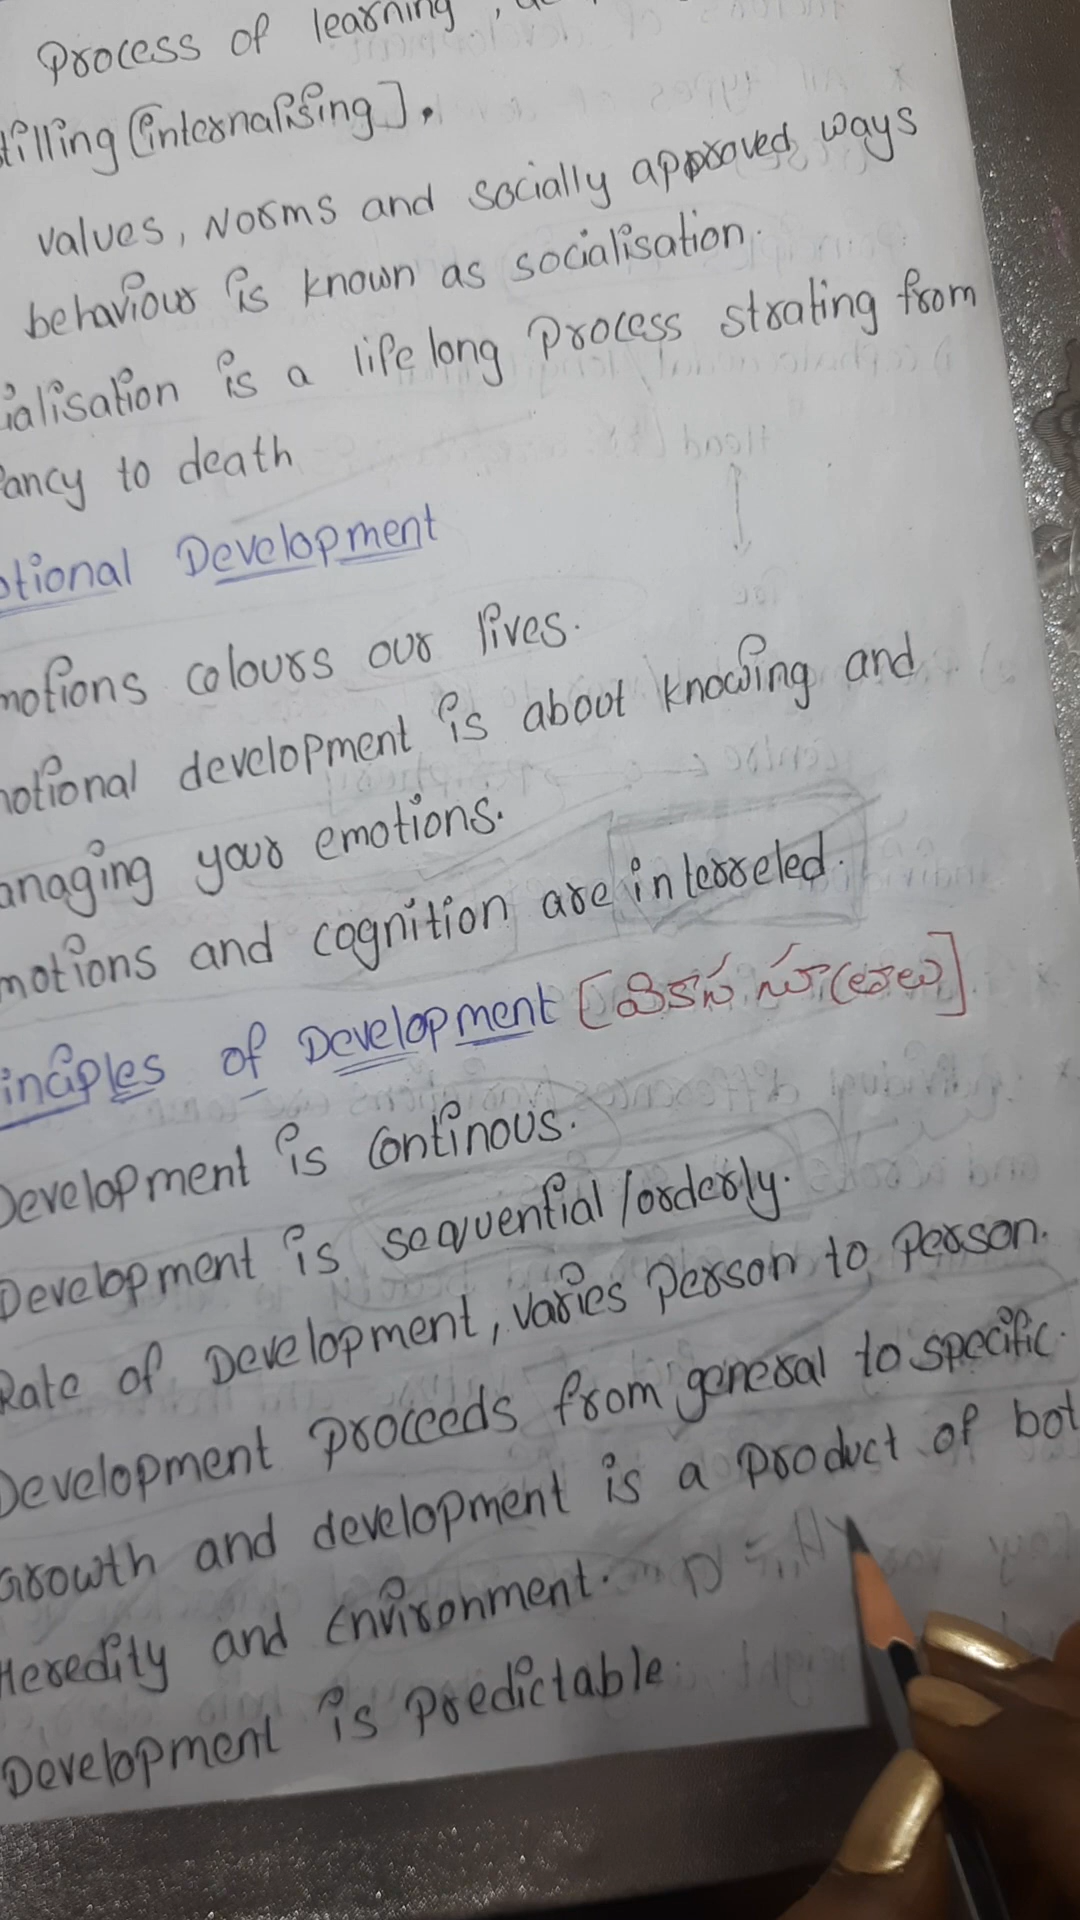 Process of learning,
tilling [internalising].
values, Norms and socially approved ways
behaviour is known as socialisation.
ialisation is a life long Process strating from
ancy to death
otional Development
motions colours our lives.
notional development is about knowing and
anaging your emotions.
motions and cognition are interreled.
inciples of Development [వికాస సూత్రాలు]
Development is Continous.
Development is sequential/orderly.
Rate of Development, varies Person to Person.
Development proceeds from general to specific.
Growth and development is a product of bot
Heredity and Environment. D = H
Development is Predictable.